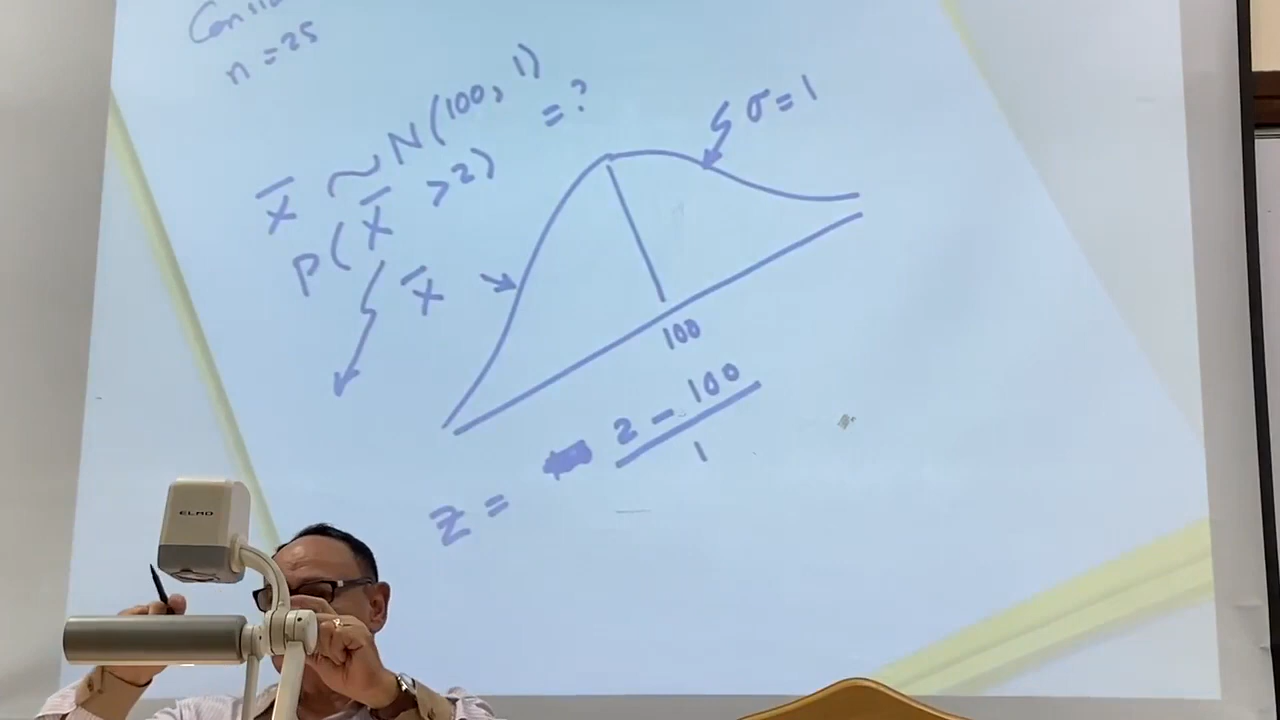 n = 25
X̄ ~ N(100, 1)
P(X̄ > 2) = ?
X̄
σ = 1
100
Z = 2 - 100
1
ELMO